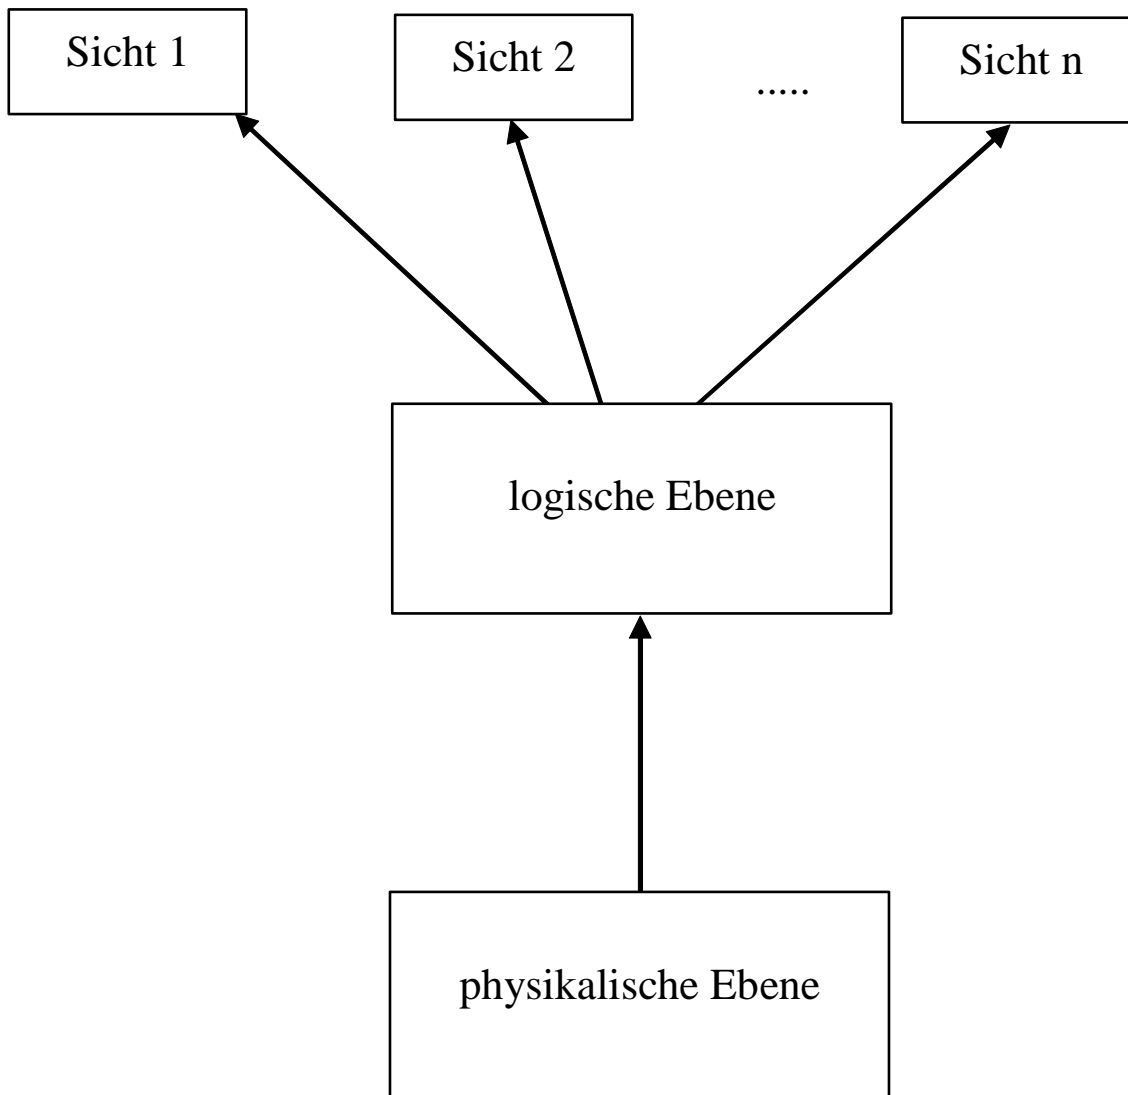 Sicht 1
Sicht 2
.....
Sicht n
logische Ebene
physikalische Ebene